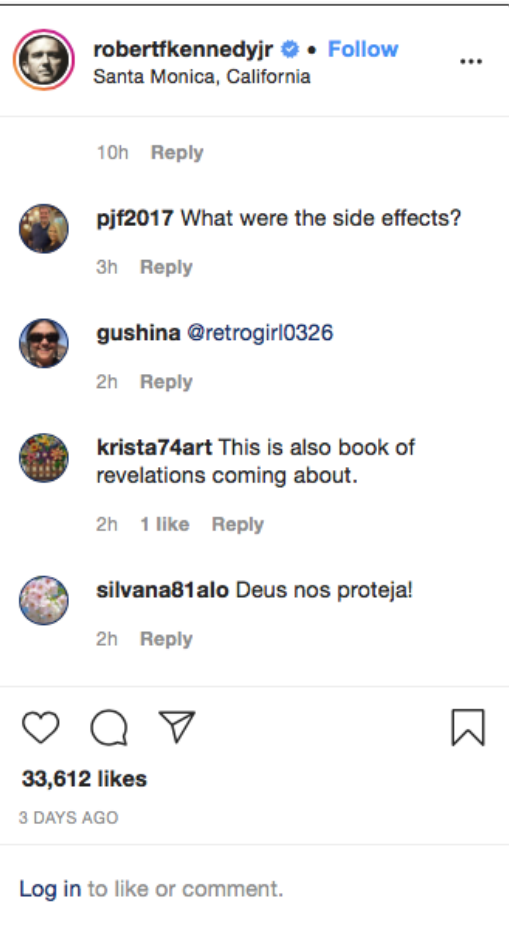 robertfkennedyjr • Follow
Santa Monica, California
10h Reply
pjf2017 What were the side effects?
3h Reply
gushina @retrogirl0326
2h Reply
krista74art This is also book of
revelations coming about.
2h 1 like Reply
silvana81alo Deus nos proteja!
2h Reply
33,612 likes
3 DAYS AGO
Log in to like or comment.